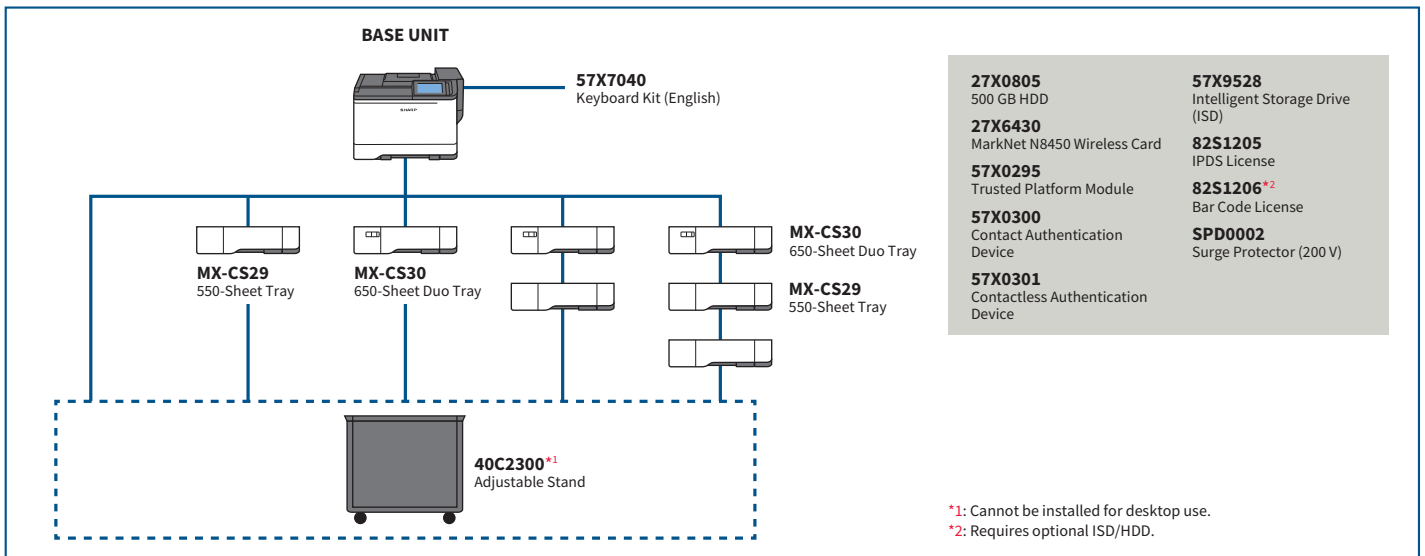 BASE UNIT
SHARP
57X7040
Keyboard Kit (English)
MX-CS29
550-Sheet Tray
MX-CS30
650-Sheet Duo Tray
MX-CS30
650-Sheet Duo Tray
MX-CS29
550-Sheet Tray
40C2300*1
Adjustable Stand
27X0805
500 GB HDD
27X6430
MarkNet N8450 Wireless Card
57X0295
Trusted Platform Module
57X0300
Contact Authentication
Device
57X0301
Contactless Authentication
Device
57X9528
Intelligent Storage Drive
(ISD)
82S1205
IPDS License
82S1206*2
Bar Code License
SPD0002
Surge Protector (200 V)
*1: Cannot be installed for desktop use.
*2: Requires optional ISD/HDD.